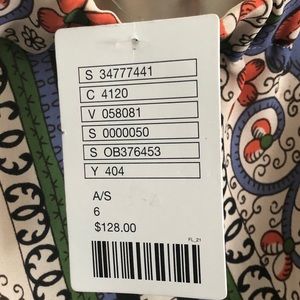 S 34777441
C 4120
V 058081
S 0000050
S OB376453
Y 404
A/S
6
$128.00
FL_21